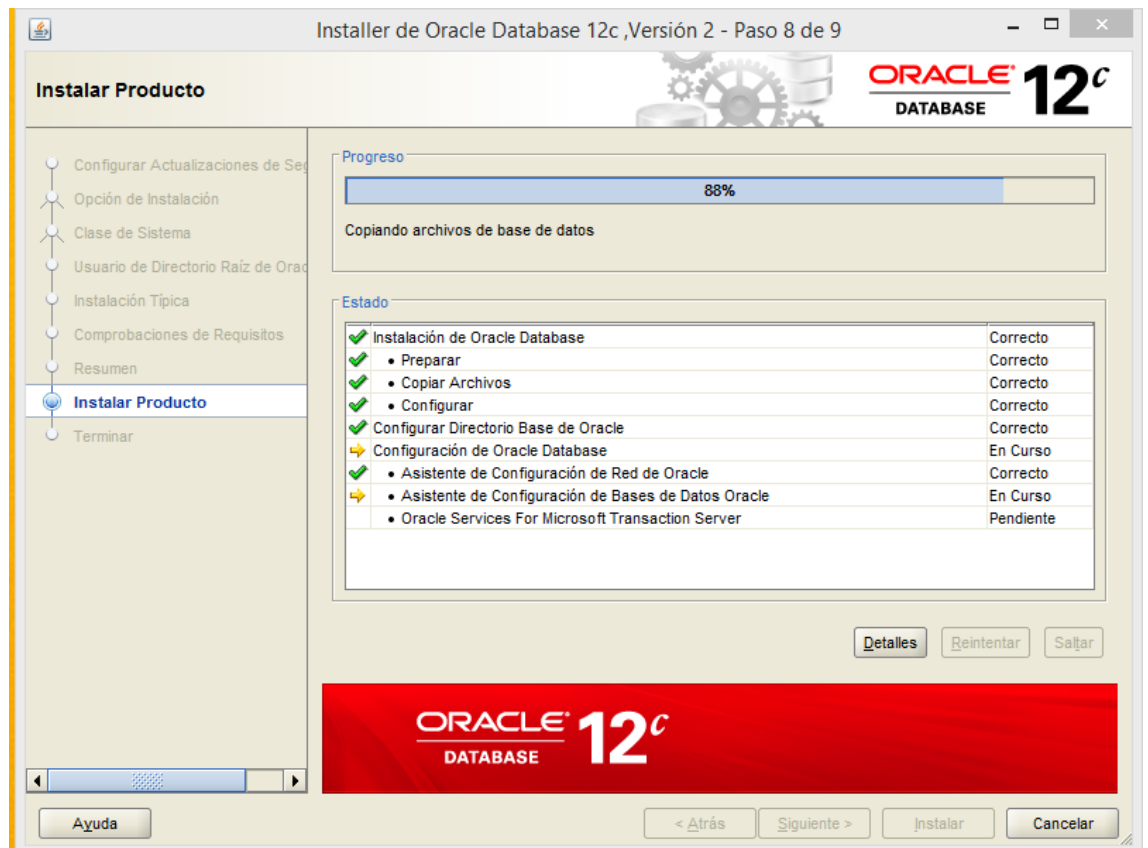 Installer de Oracle Database 12c ,Versión 2 - Paso 8 de 9
Instalar Producto
ORACLE®
DATABASE
12c
Configurar Actualizaciones de Seg
Opción de Instalación
Clase de Sistema
Usuario de Directorio Raíz de Orac
Instalación Típica
Comprobaciones de Requisitos
Resumen
Instalar Producto
Terminar
Progreso
88%
Copiando archivos de base de datos
Estado
Instalación de Oracle Database Correcto
• Preparar Correcto
• Copiar Archivos Correcto
• Configurar Correcto
Configurar Directorio Base de Oracle Correcto
Configuración de Oracle Database En Curso
• Asistente de Configuración de Red de Oracle Correcto
• Asistente de Configuración de Bases de Datos Oracle En Curso
• Oracle Services For Microsoft Transaction Server Pendiente
Detalles Reintentar Saltar
ORACLE®
DATABASE
12c
Ayuda < Atrás Siguiente > Instalar Cancelar